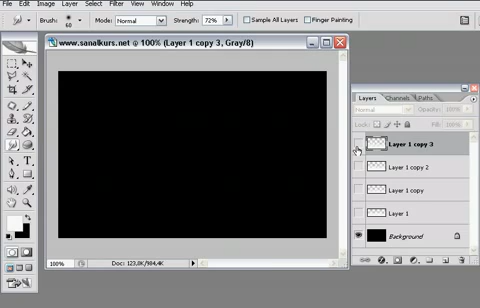 File Edit Image Layer Select Filter View Window Help
Brush: 60 Mode: Normal Strength: 72% Sample All Layers Finger Painting
www.sanalkurs.net @ 100% (Layer 1 copy 3, Gray/8)
Layers Channels Paths
Normal Opacity: 100%
Lock: Fill: 100%
Layer 1 copy 3
Layer 1 copy 2
Layer 1 copy
Layer 1
Background
100% Doc: 123,8K/984,4K